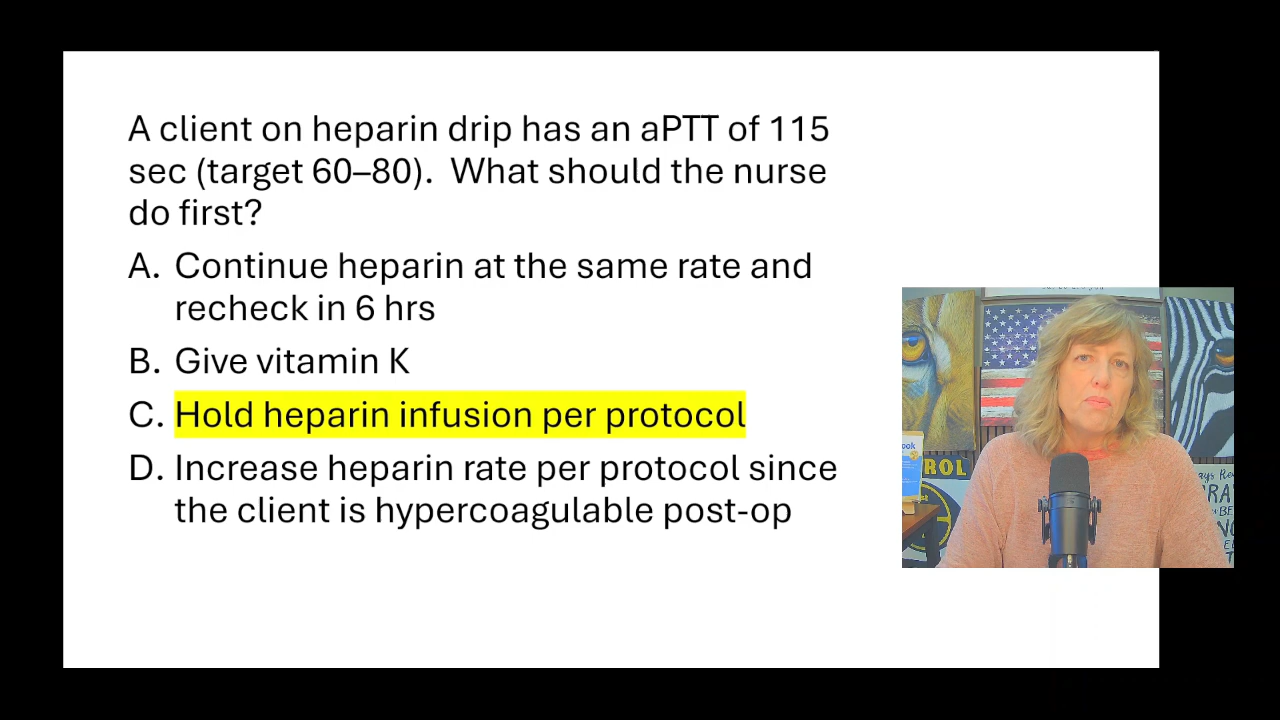 A client on heparin drip has an aPTT of 115
sec (target 60–80).  What should the nurse
do first?
A. Continue heparin at the same rate and
recheck in 6 hrs
B. Give vitamin K
C. Hold heparin infusion per protocol
D. Increase heparin rate per protocol since
the client is hypercoagulable post-op
ROL